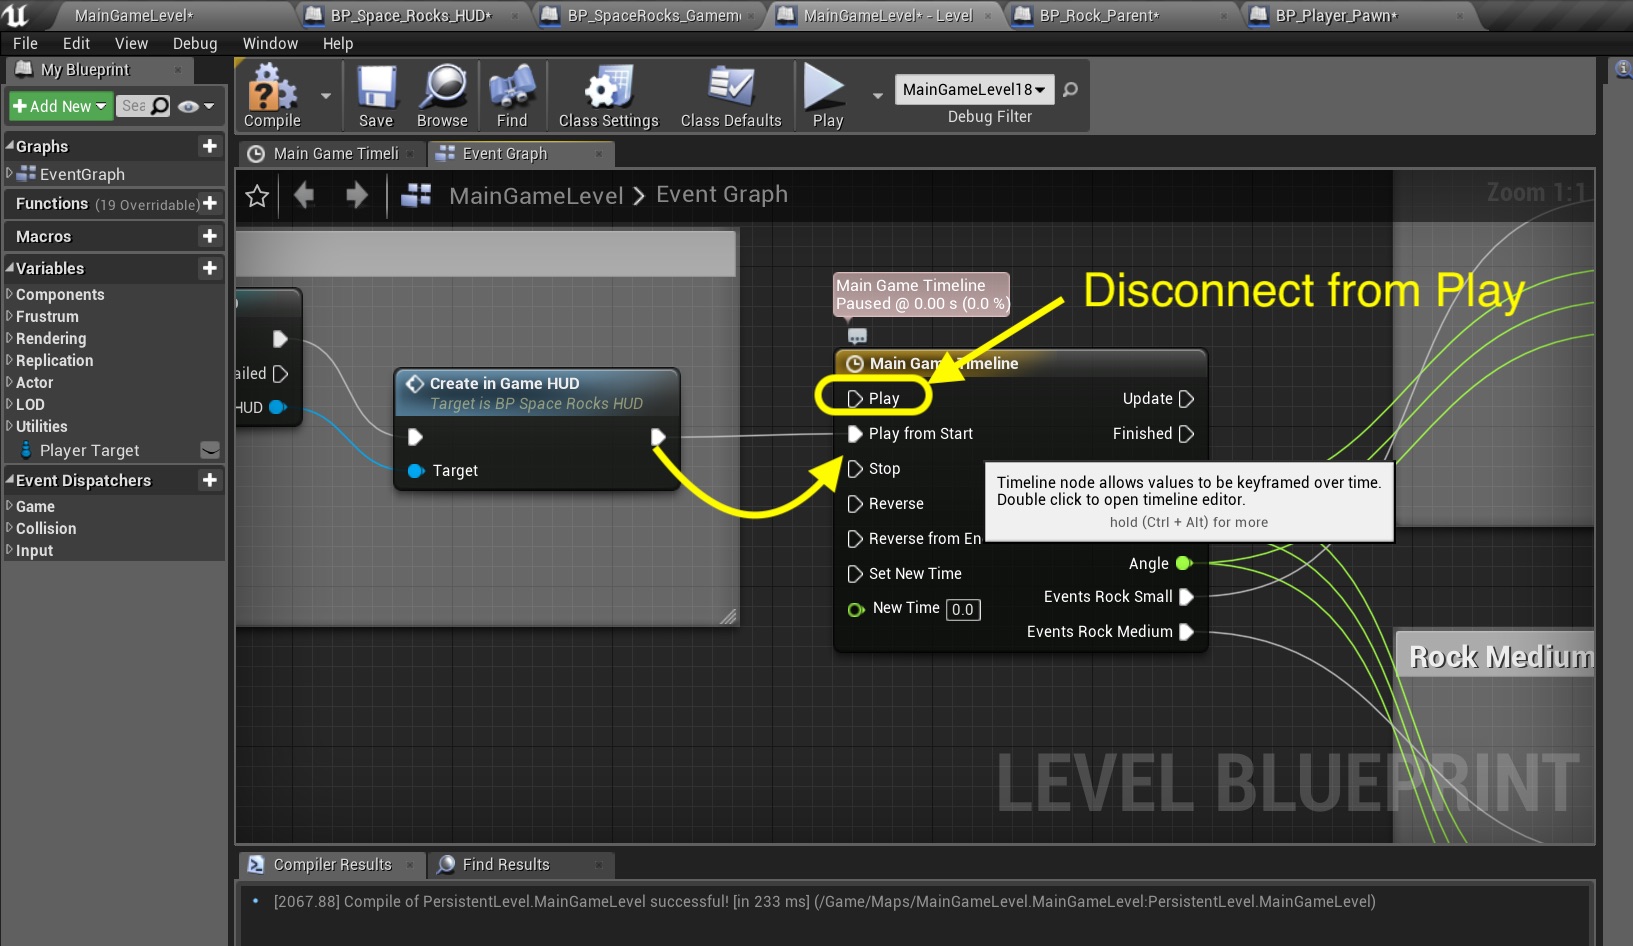 MainGameLevel*
BP_Space_Rocks_HUD*
BP_SpaceRocks_Gamem
MainGameLevel* - Level
BP_Rock_Parent*
BP_Player_Pawn*
File Edit View Debug Window Help
My Blueprint
Add New
Sea
Compile
Save
Browse
Find
Class Settings
Class Defaults
Play
MainGameLevel18
Debug Filter
Graphs
EventGraph
Functions (19 Overridable)
Macros
Variables
Components
Frustrum
Rendering
Replication
Actor
LOD
Utilities
Player Target
Event Dispatchers
Game
Collision
Input
Main Game Timeli
Event Graph
MainGameLevel > Event Graph
Zoom 1:1
ailed
HUD
Create in Game HUD
Target is BP Space Rocks HUD
Target
Main Game Timeline
Paused @ 0.00 s (0.0 %)
Disconnect from Play
Main Game Timeline
Play
Update
Play from Start
Finished
Stop
Reverse
Reverse from En
Set New Time
New Time 0.0
Timeline node allows values to be keyframed over time.
Double click to open timeline editor.
hold (Ctrl + Alt) for more
Angle
Events Rock Small
Events Rock Medium
Rock Medium
LEVEL BLUEPRINT
Compiler Results
Find Results
[2067.88] Compile of PersistentLevel.MainGameLevel successful! [in 233 ms] (/Game/Maps/MainGameLevel.MainGameLevel:PersistentLevel.MainGameLevel)